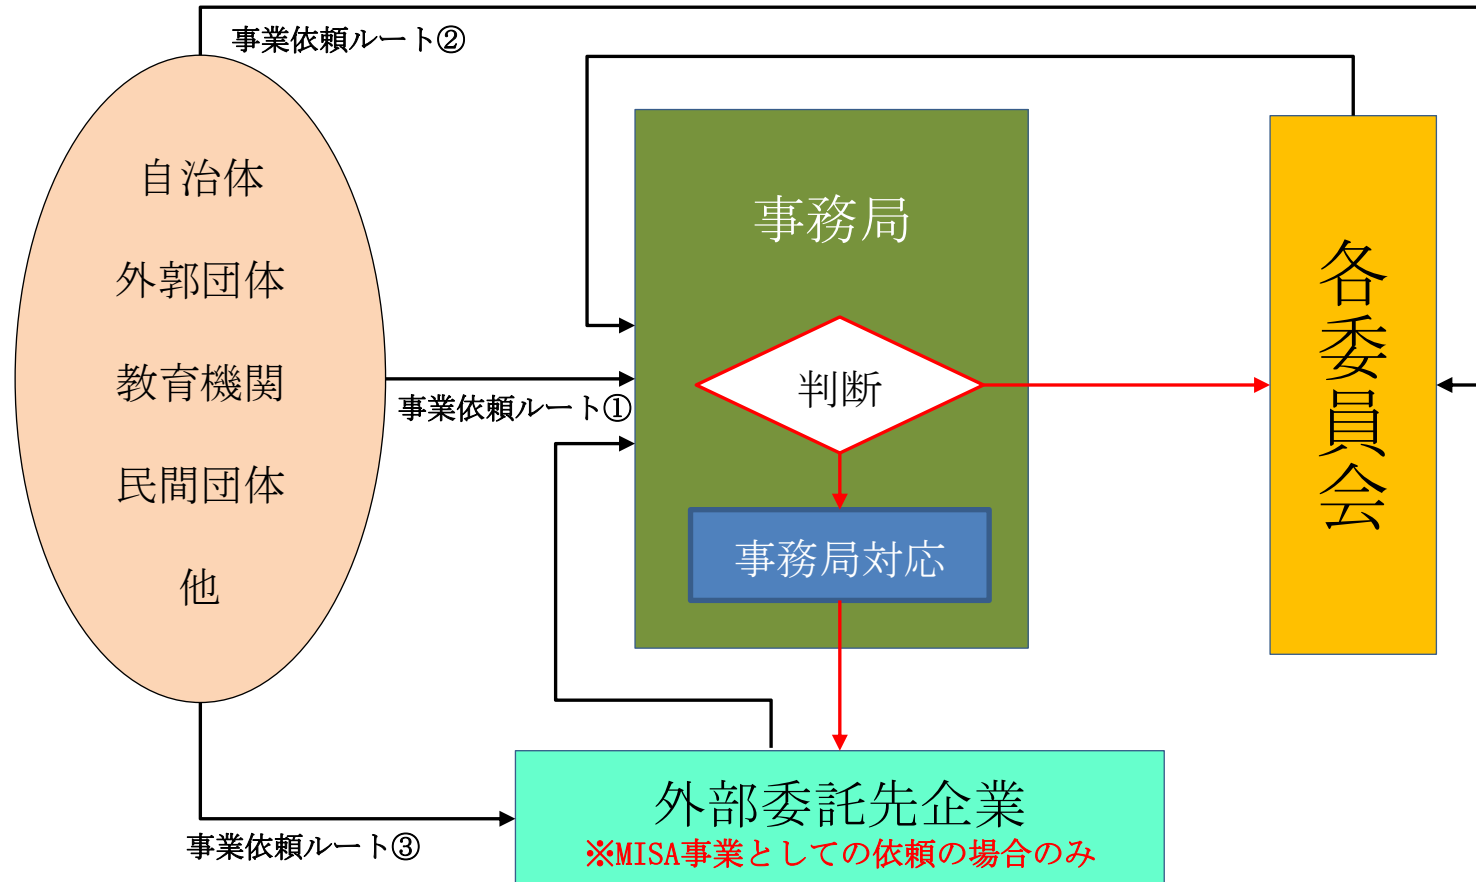 事業依頼ルート②
自治体
外郭団体
教育機関
民間団体
他
事業依頼ルート①
事務局
判断
事務局対応
各委員会
事業依頼ルート③
外部委託先企業
※MISA事業としての依頼の場合のみ